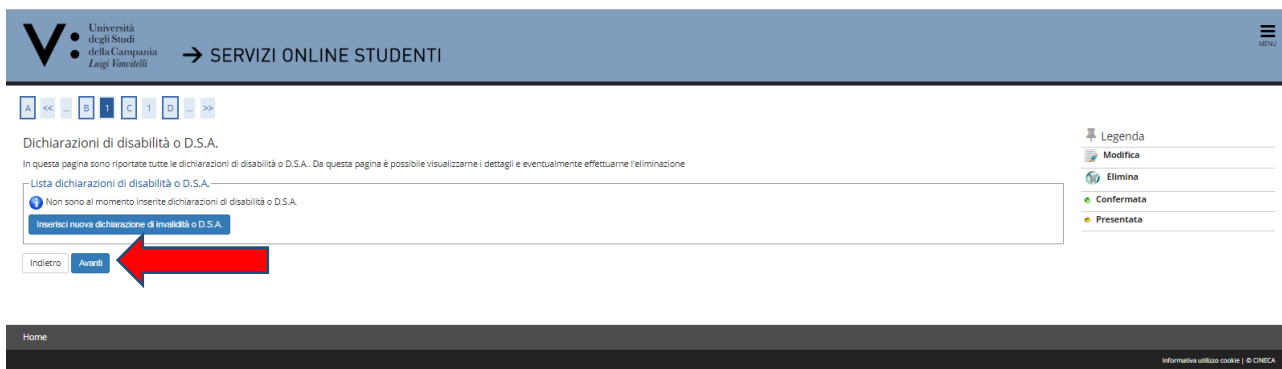 V:
Università
degli Studi
della Campania
Luigi Vanvitelli
→ SERVIZI ONLINE STUDENTI
MENU
A << ... B 1 C 1 D ... >>
Dichiarazioni di disabilità o D.S.A.
In questa pagina sono riportate tutte le dichiarazioni di disabilità o D.S.A.. Da questa pagina è possibile visualizzarne i dettagli e eventualmente effettuarne l'eliminazione
Lista dichiarazioni di disabilità o D.S.A.
Non sono al momento inserite dichiarazioni di disabilità o D.S.A.
Inserisci nuova dichiarazione di invalidità o D.S.A.
Indietro Avanti
Legenda
Modifica
Elimina
Confermata
Presentata
Home
Informativa utilizzo cookie | © CINECA